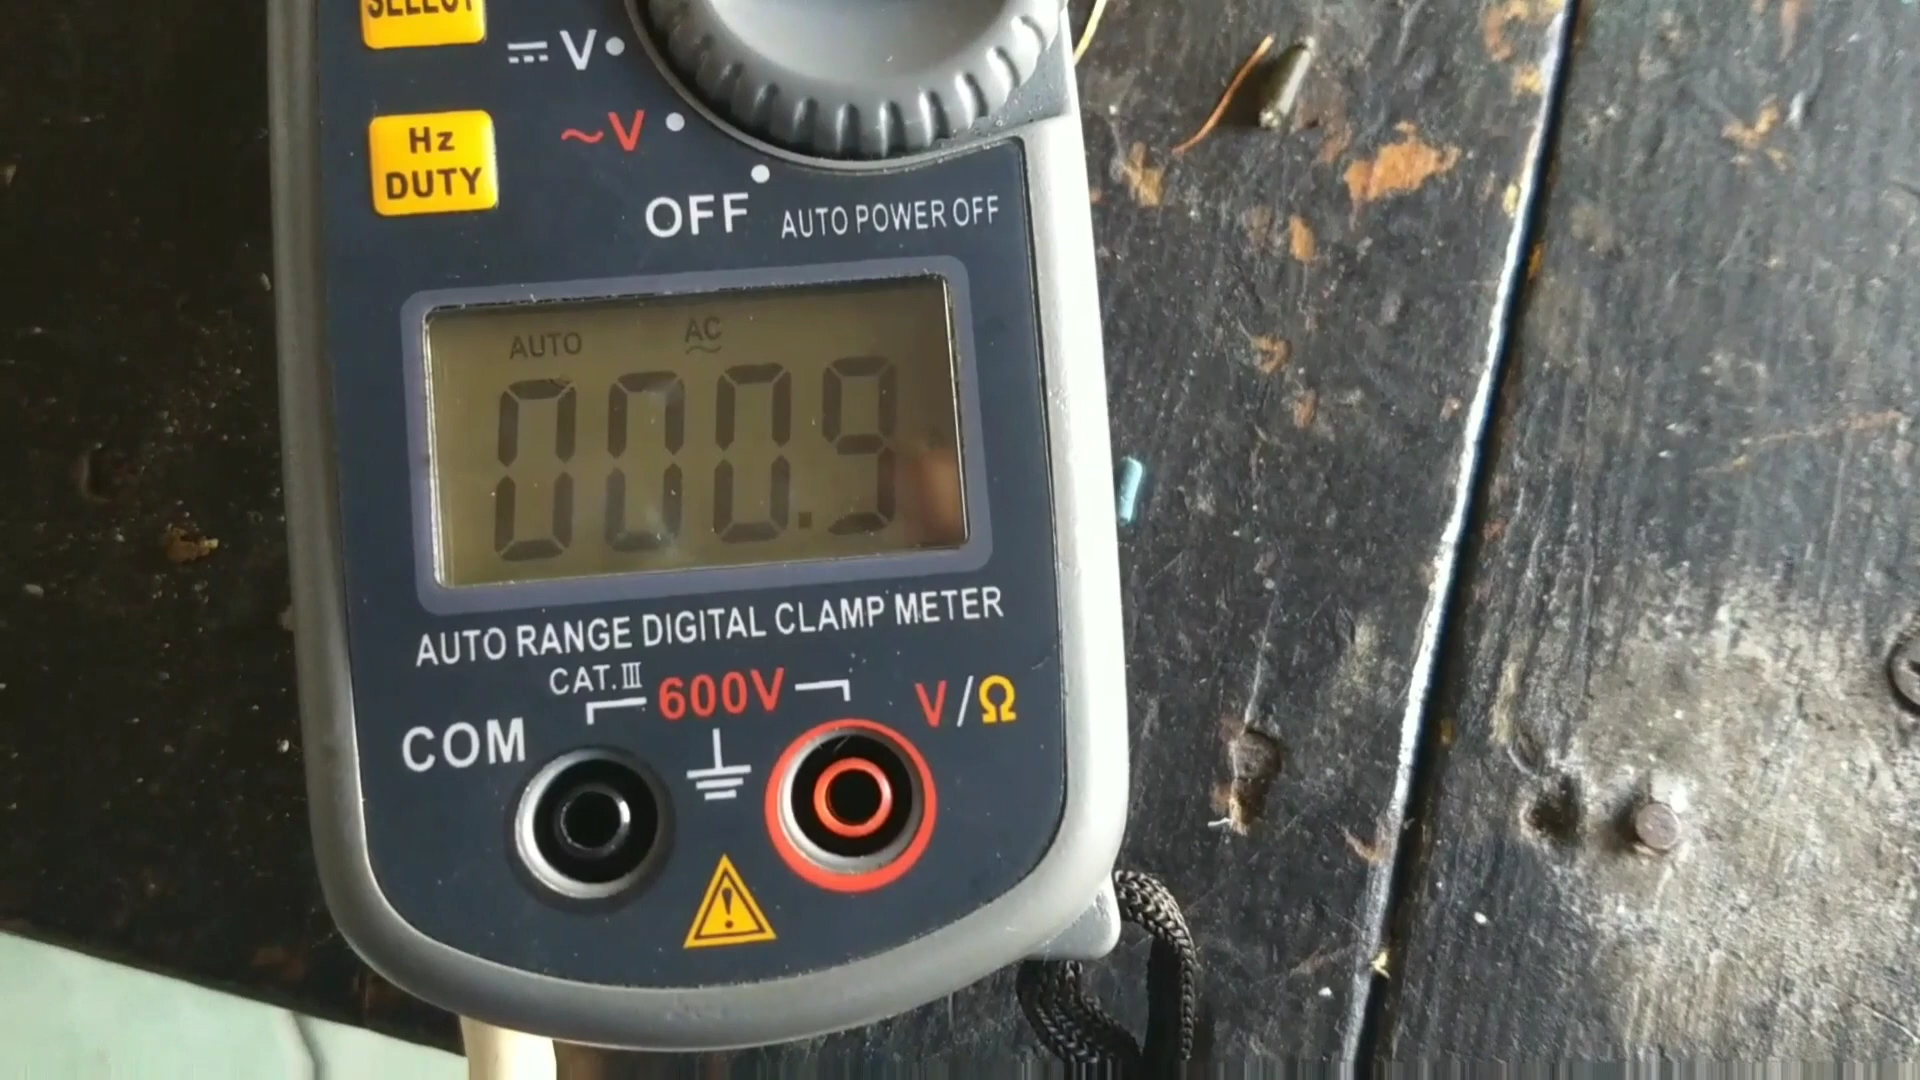 SELECT
⎓V
Hz
DUTY
~V
OFF
AUTO POWER OFF
AUTO
AC
000.9
AUTO RANGE DIGITAL CLAMP METER
CAT.III
600V
COM
V/Ω